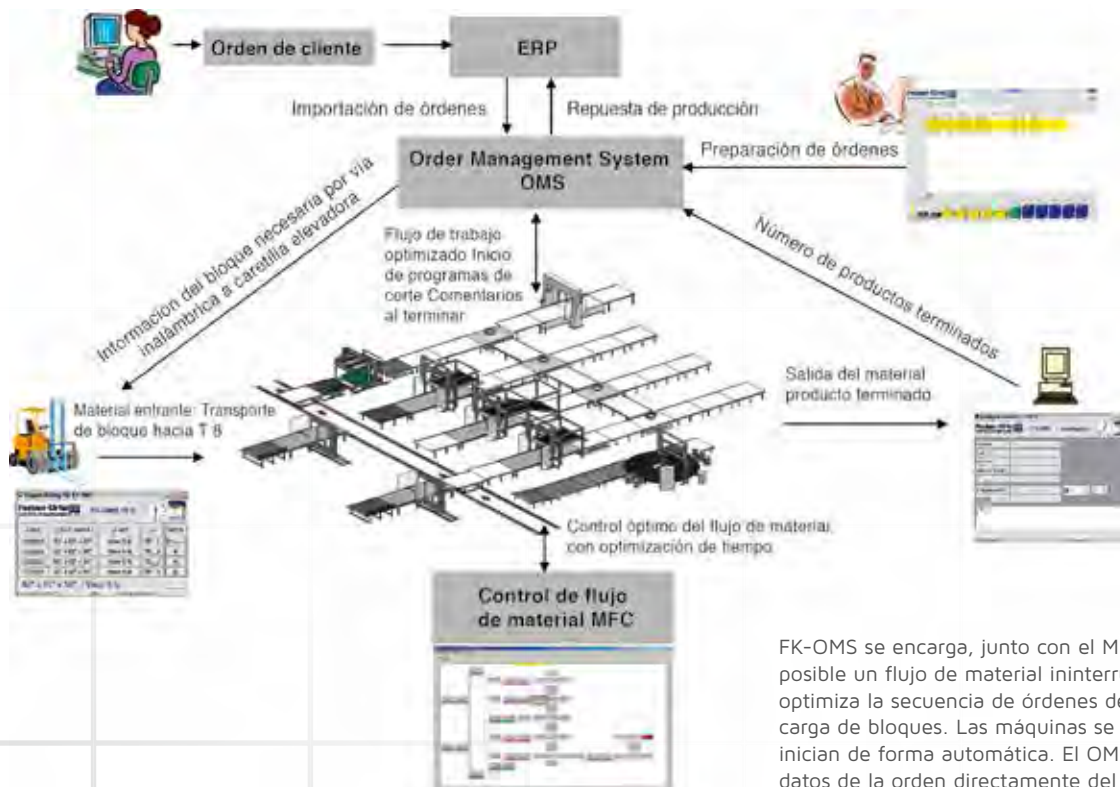 Orden de cliente
ERP
Importación de órdenes
Repuesta de producción
Order Management System
OMS
Preparación de órdenes
Información del bloque necesaria por vía
inalámbrica a caretilla elevadora
Flujo de trabajo
optimizado Inicio
de programas de
corte Comentarios
al terminar
Número de productos terminados
Material entrante: Transporte
de bloque hacia T 8
Salida del material
producto terminado
Control óptimo del flujo de material,
con optimización de tiempo
Control de flujo
de material MFC
FK-OMS se encarga, junto con el M
posible un flujo de material ininterr
optimiza la secuencia de órdenes de
carga de bloques. Las máquinas se
inician de forma automática. El OM
datos de la orden directamente del